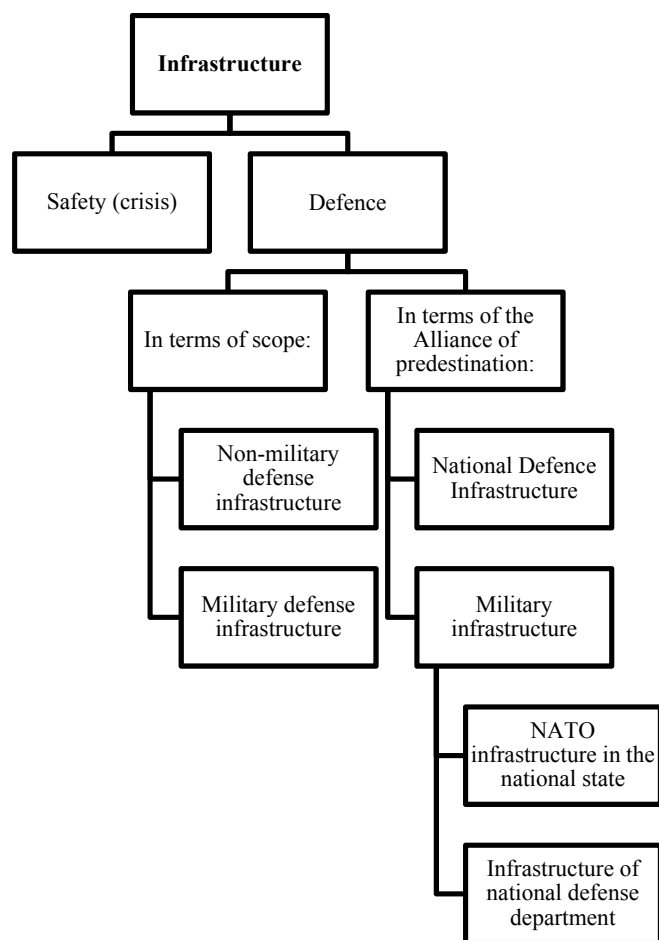 Infrastructure
Safety (crisis)
Defence
In terms of scope:
In terms of the
Alliance of
predestination:
Non-military
defense
infrastructure
National Defence
Infrastructure
Military defense
infrastructure
Military
infrastructure
NATO
infrastructure in the
national state
Infrastructure of
national defense
department